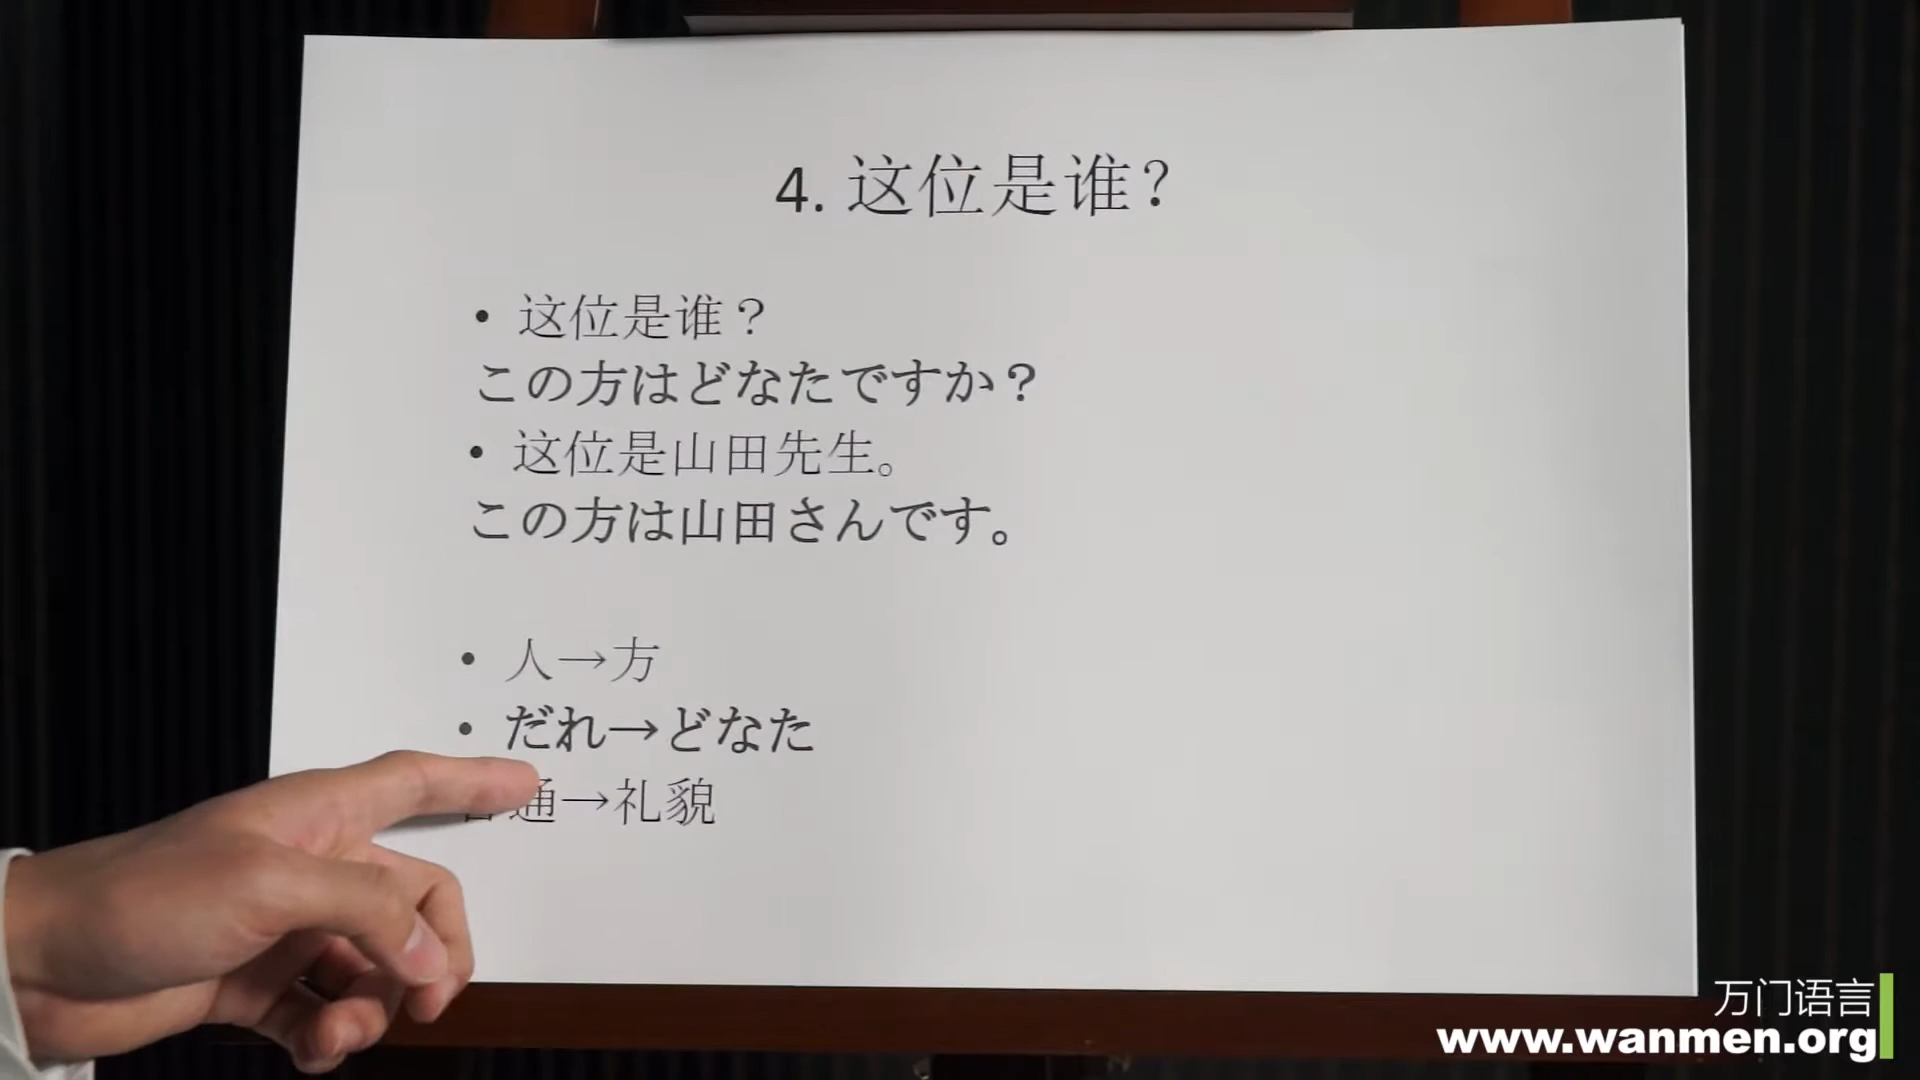 4. 这位是谁？
• 这位是谁？
この方はどなたですか？
• 这位是山田先生。
この方は山田さんです。
• 人→方
• だれ→どなた
通→礼貌
万门语言
www.wanmen.org